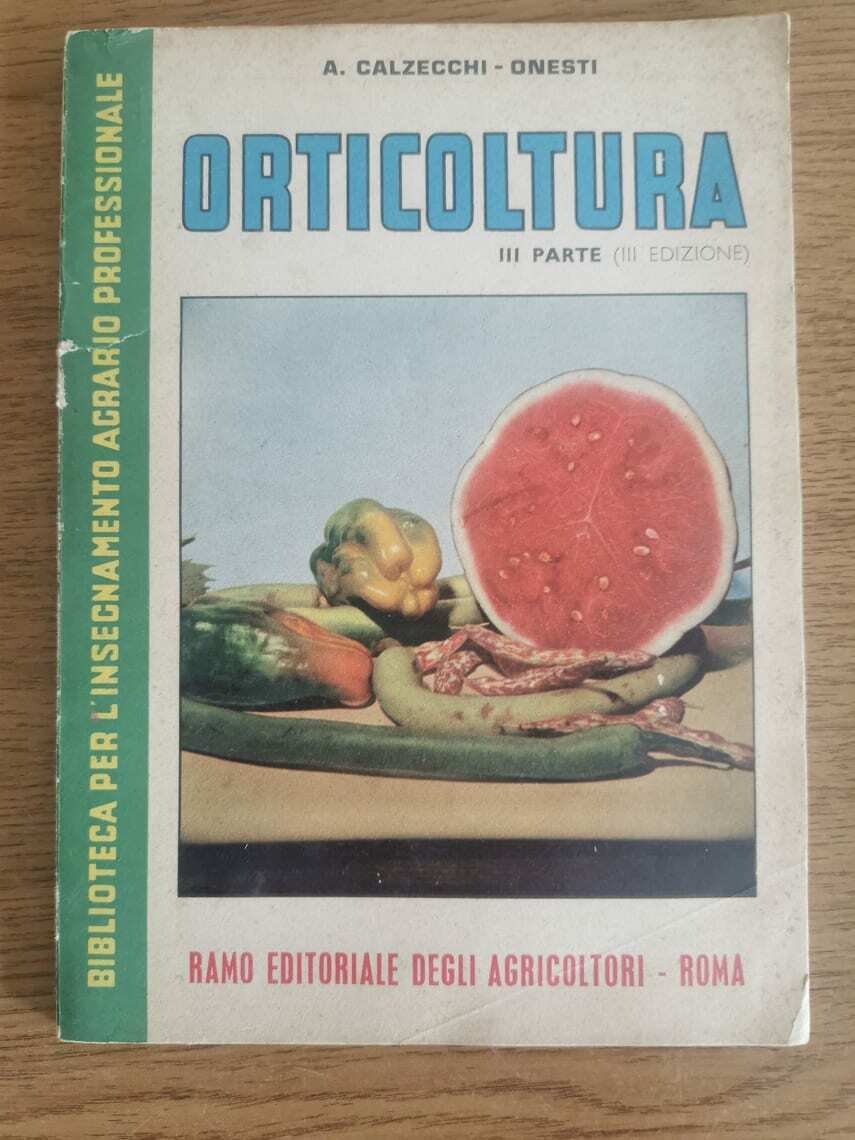 A. CALZECCHI - ONESTI
ORTICOLTURA
III PARTE (III EDIZIONE)
BIBLIOTECA PER L'INSEGNAMENTO AGRARIO PROFESSIONALE
RAMO EDITORIALE DEGLI AGRICOLTORI - ROMA